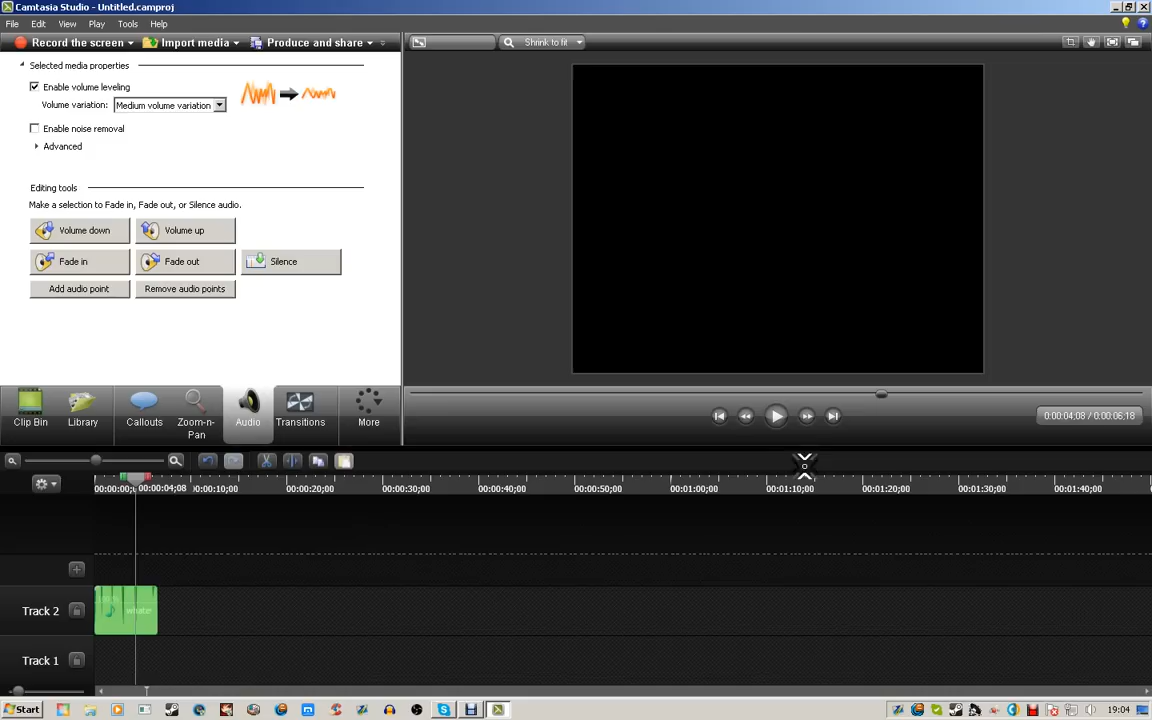 Camtasia Studio - Untitled.camproj
File Edit View Play Tools Help
Record the screen Import media Produce and share
Shrink to fit
Selected media properties
Enable volume leveling
Volume variation: Medium volume variation
Enable noise removal
Advanced
Editing tools
Make a selection to Fade in, Fade out, or Silence audio.
Volume down Volume up
Fade in Fade out Silence
Add audio point Remove audio points
Clip Bin Library Callouts Zoom-n-Pan Audio Transitions More
0:00:04;08 / 0:00:06;18
00:00:00; 00:00:04;08 00:00:10;00 00:00:20;00 00:00:30;00 00:00:40;00 00:00:50;00 00:01:00;00 00:01:10;00 00:01:20;00 00:01:30;00 00:01:40;00
Track 2
Track 1
Start
19:04